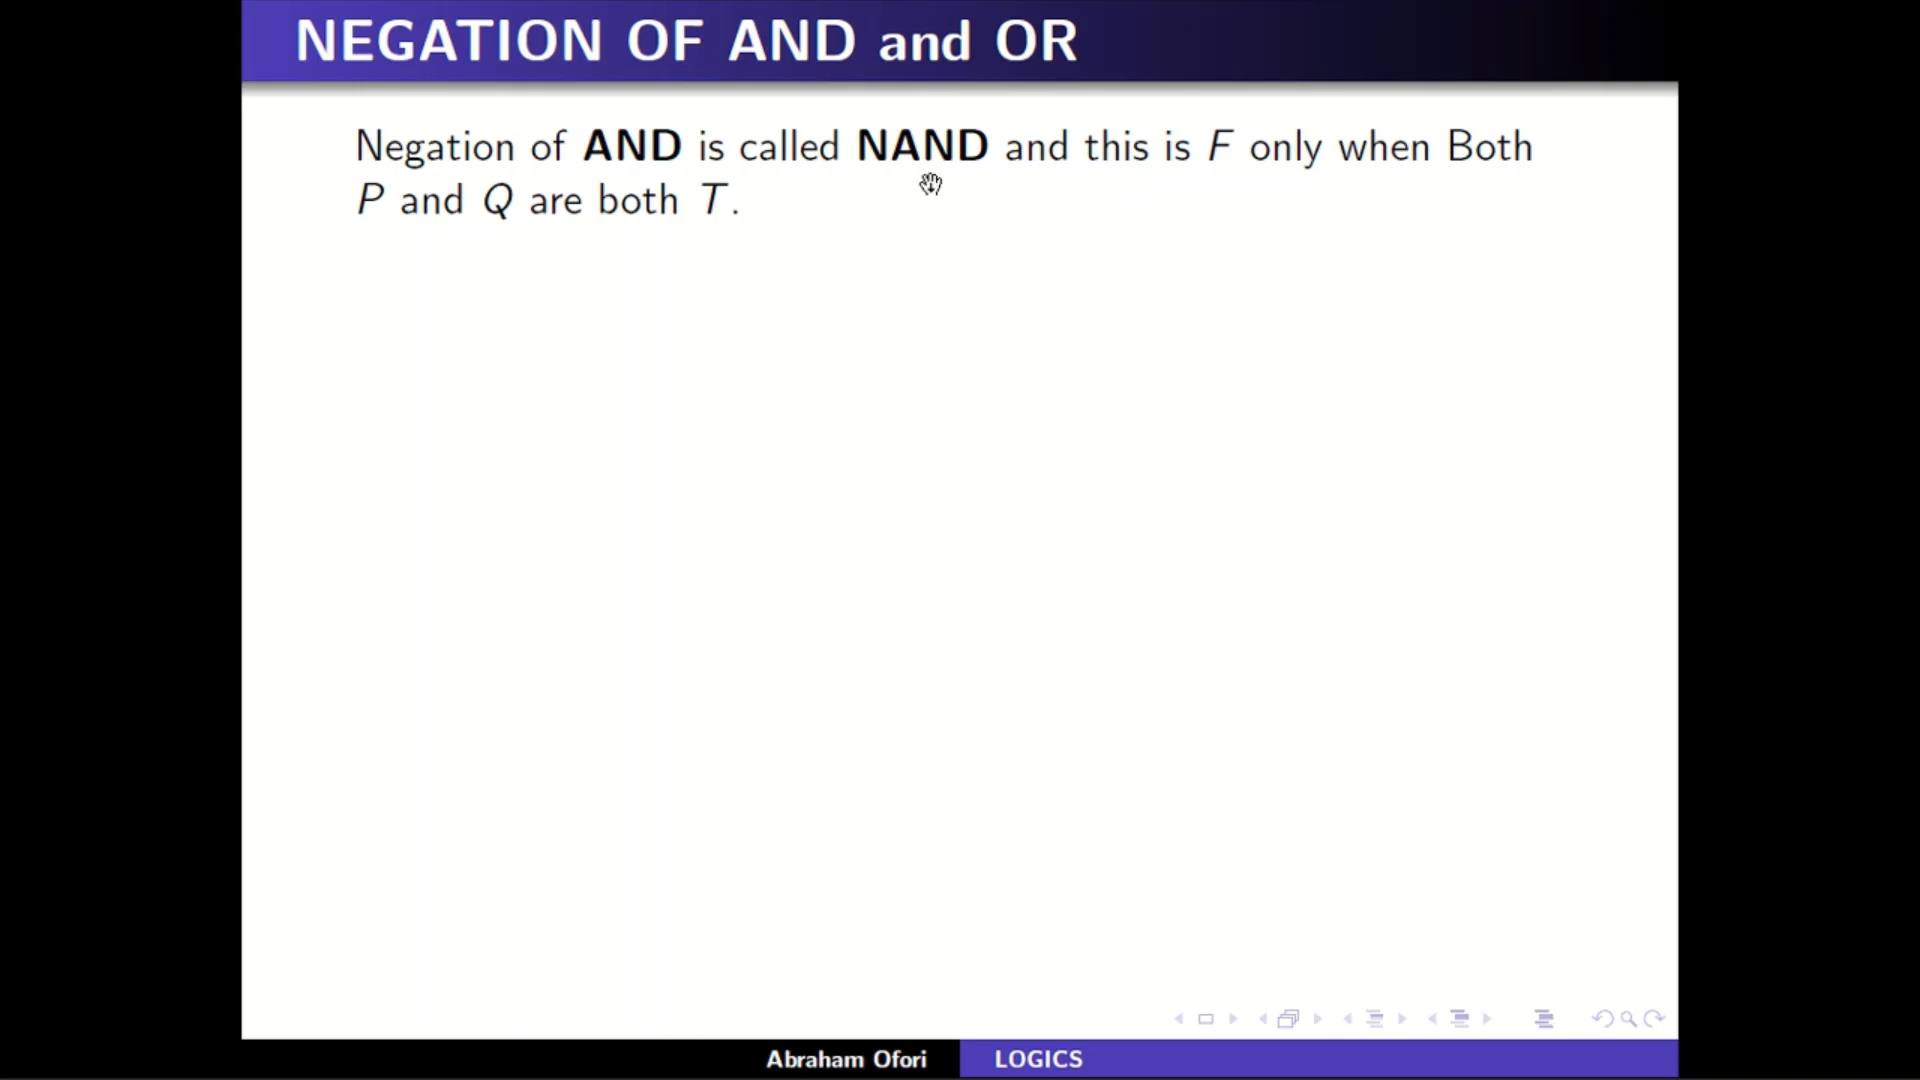 NEGATION OF AND and OR
Negation of AND is called NAND and this is F only when Both
P and Q are both T.
Abraham Ofori
LOGICS